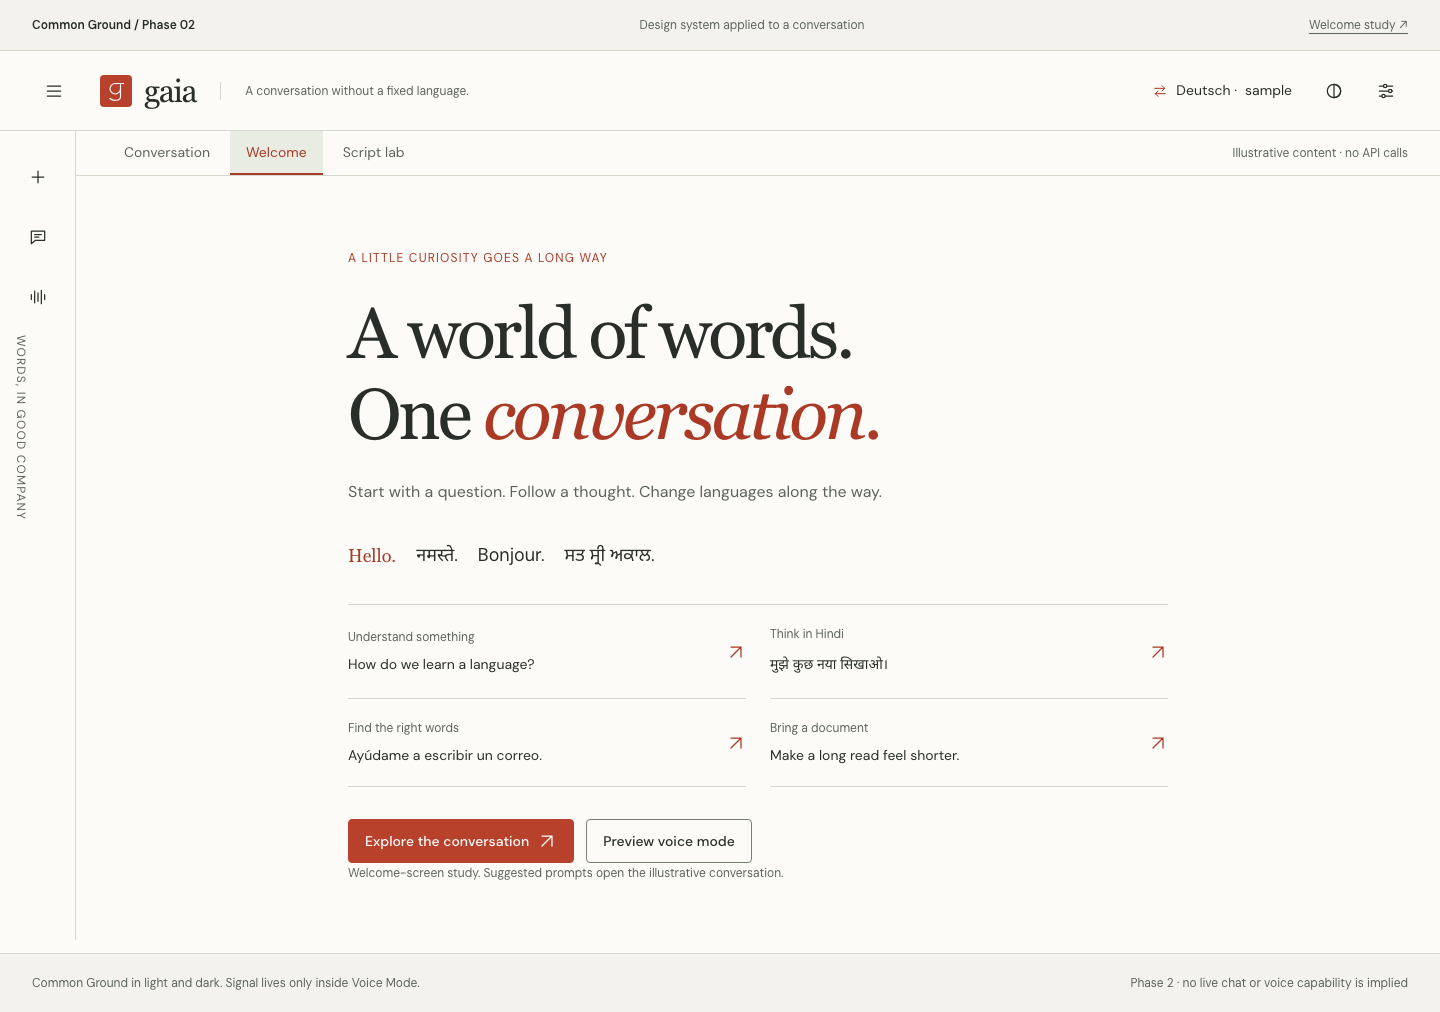 Common Ground / Phase 02
Design system applied to a conversation
Welcome study ↗
g gaia
A conversation without a fixed language.
Deutsch · sample
Conversation
Welcome
Script lab
Illustrative content · no API calls
WORDS, IN GOOD COMPANY
A LITTLE CURIOSITY GOES A LONG WAY
A world of words.
One conversation.
Start with a question. Follow a thought. Change languages along the way.
Hello. नमस्ते. Bonjour. ਸਤ ਸ੍ਰੀ ਅਕਾਲ.
Understand something
How do we learn a language?
Think in Hindi
मुझे कुछ नया सिखाओ।
Find the right words
Ayúdame a escribir un correo.
Bring a document
Make a long read feel shorter.
Explore the conversation
Preview voice mode
Welcome-screen study. Suggested prompts open the illustrative conversation.
Common Ground in light and dark. Signal lives only inside Voice Mode.
Phase 2 · no live chat or voice capability is implied